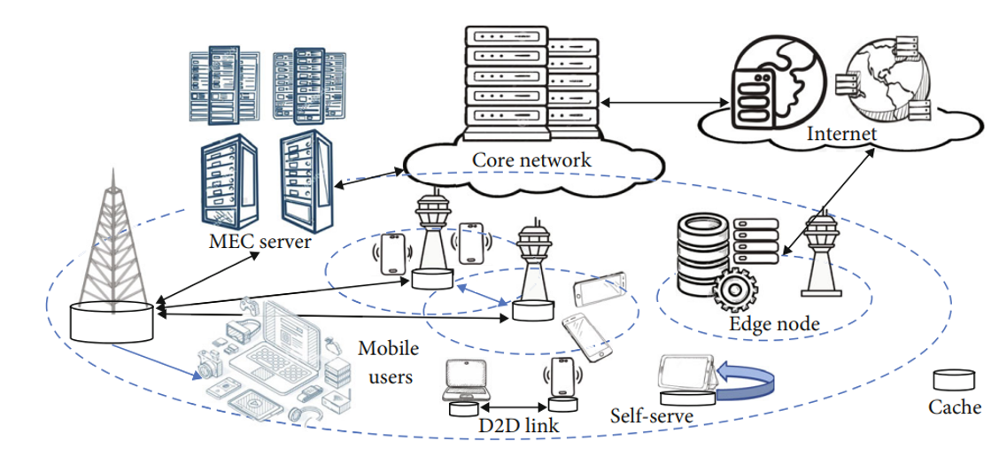 Core network
Internet
MEC server
Edge node
Mobile
users
D2D link
Self-serve
Cache